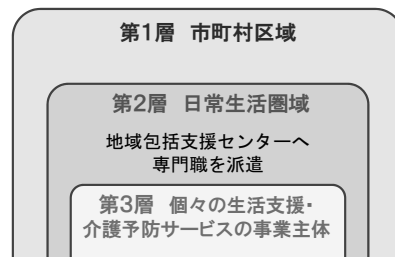 第1層 市町村区域
第2層 日常生活圏域
地域包括支援センターへ
専門職を派遣
第3層 個々の生活支援・
介護予防サービスの事業主体